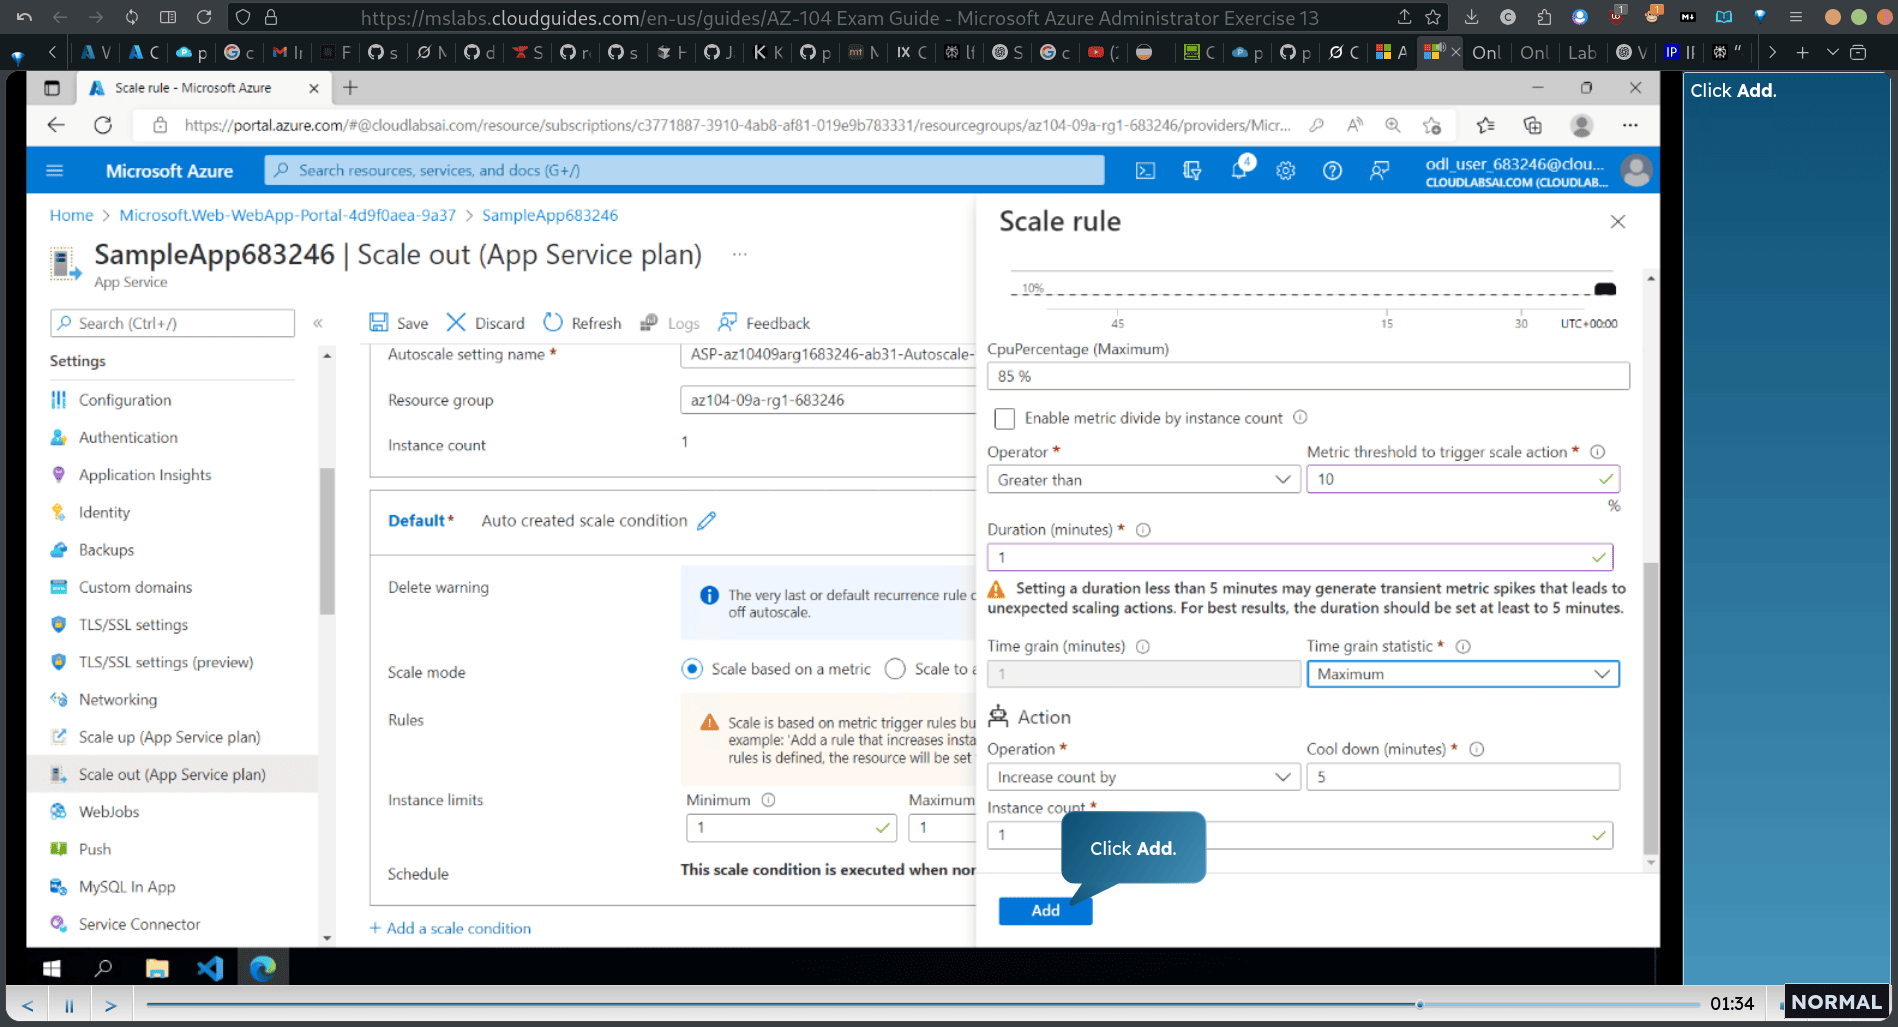 https://mslabs.cloudguides.com/en-us/guides/AZ-104 Exam Guide - Microsoft Azure Administrator Exercise 13
Scale rule - Microsoft Azure
https://portal.azure.com/#@cloudlabsai.com/resource/subscriptions/c3771887-3910-4ab8-af81-019e9b783331/resourcegroups/az104-09a-rg1-683246/providers/Micr...
Microsoft Azure
Search resources, services, and docs (G+/)
4
odl_user_683246@clou...
CLOUDLABSAI.COM (CLOUDLAB...
Home > Microsoft.Web-WebApp-Portal-4d9f0aea-9a37 > SampleApp683246
SampleApp683246 | Scale out (App Service plan) ...
App Service
Search (Ctrl+/)
«
Settings
Configuration
Authentication
Application Insights
Identity
Backups
Custom domains
TLS/SSL settings
TLS/SSL settings (preview)
Networking
Scale up (App Service plan)
Scale out (App Service plan)
WebJobs
Push
MySQL In App
Service Connector
Save
Discard
Refresh
Logs
Feedback
Autoscale setting name *
ASP-az10409arg1683246-ab31-Autoscale-
Resource group
az104-09a-rg1-683246
Instance count
1
Default*
Auto created scale condition
Delete warning
The very last or default recurrence rule c
off autoscale.
Scale mode
Scale based on a metric
Scale to a
Rules
Scale is based on metric trigger rules bu
example: 'Add a rule that increases insta
rules is defined, the resource will be set
Instance limits
Minimum
1
Maximum
1
Schedule
This scale condition is executed when nor
+ Add a scale condition
Scale rule
10%
45
15
30
UTC+00:00
CpuPercentage (Maximum)
85 %
Enable metric divide by instance count
Operator *
Greater than
Metric threshold to trigger scale action *
10
%
Duration (minutes) *
1
Setting a duration less than 5 minutes may generate transient metric spikes that leads to
unexpected scaling actions. For best results, the duration should be set at least to 5 minutes.
Time grain (minutes)
1
Time grain statistic *
Maximum
Action
Operation *
Increase count by
Cool down (minutes) *
5
Instance count *
1
Click Add.
Add
Click Add.
01:34
NORMAL